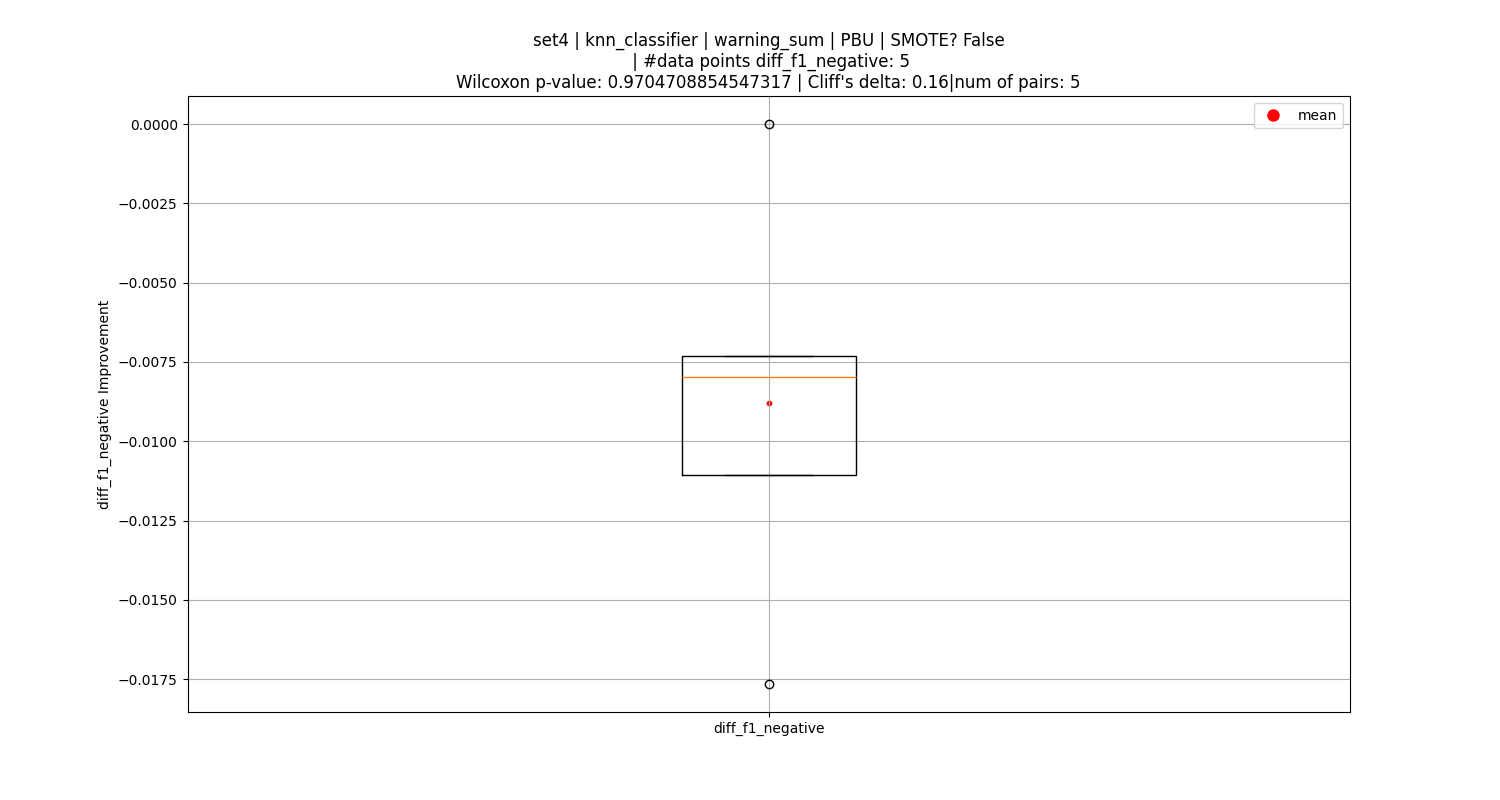 set4 | knn_classifier | warning_sum | PBU | SMOTE? False
| #data points diff_f1_negative: 5
Wilcoxon p-value: 0.9704708854547317 | Cliff's delta: 0.16|num of pairs: 5
mean
0.0000
−0.0025
−0.0050
−0.0075
−0.0100
−0.0125
−0.0150
−0.0175
diff_f1_negative Improvement
diff_f1_negative